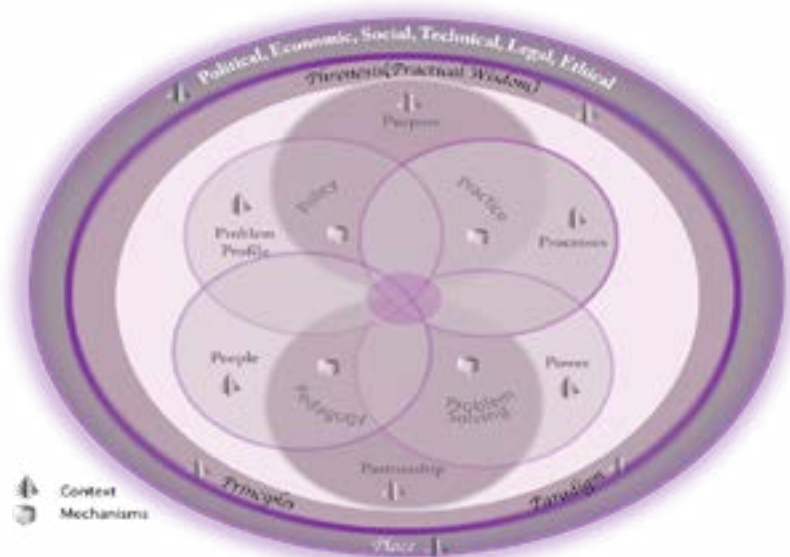 Political, Economic, Social, Technical, Legal, Ethical
Phronesis(Practical Wisdom)
Purpose
Policy
Practice
Problem
Profile
Processes
People
Power
Pedagogy
Problem
Solving
Partnership
Principles
Paradigm
Context
Mechanisms
Place